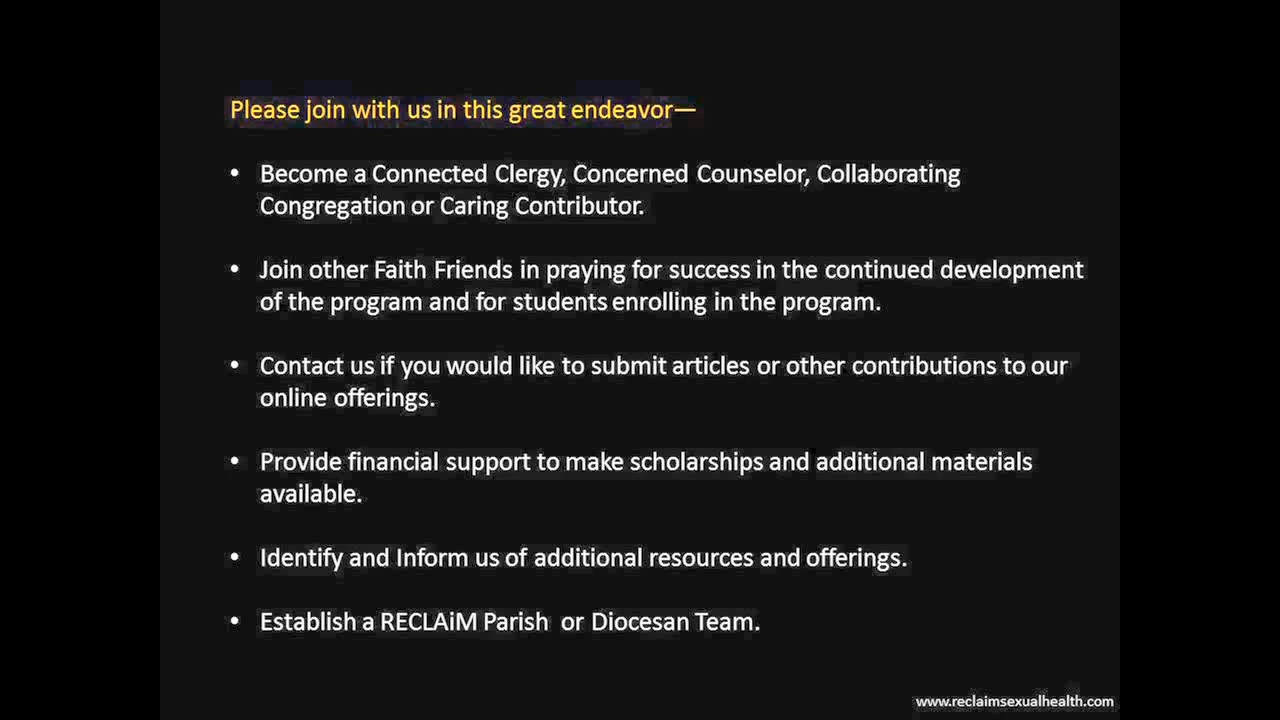 Please join with us in this great endeavor—
• Become a Connected Clergy, Concerned Counselor, Collaborating
Congregation or Caring Contributor.
• Join other Faith Friends in praying for success in the continued development
of the program and for students enrolling in the program.
• Contact us if you would like to submit articles or other contributions to our
online offerings.
• Provide financial support to make scholarships and additional materials
available.
• Identify and Inform us of additional resources and offerings.
• Establish a RECLAiM Parish or Diocesan Team.
www.reclaimsexualhealth.com